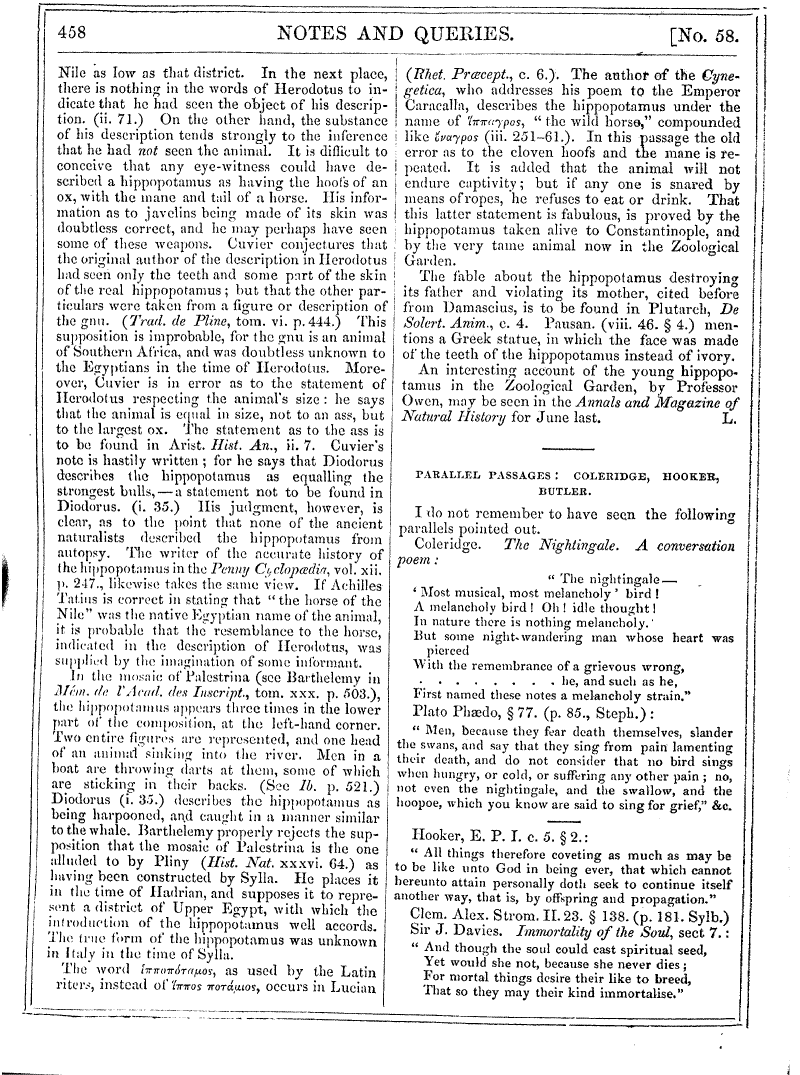 458
NOTES AND QUERIES.
[No. 58.
Nile as low as that district. In the next place,
there is nothing in the words of Herodotus to in-
dicate that he had seen the object of his descrip-
tion. (ii. 71.) On the other hand, the substance
of his description tends strongly to the inference
that he had not seen the animal. It is difficult to
conceive that any eye-witness could have de-
scribed a hippopotamus as having the hoofs of an
ox, with the mane and tail of a horse. His infor-
mation as to javelins being made of its skin was
doubtless correct, and he may perhaps have seen
some of these weapons. Cuvier conjectures that
the original author of the description in Herodotus
had seen only the teeth and some part of the skin
of the real hippopotamus; but that the other par-
ticulars were taken from a figure or description of
the gnu. (Trad. de Pline, tom. vi. p. 444.) This
supposition is improbable, for the gnu is an animal
of Southern Africa, and was doubtless unknown to
the Egyptians in the time of Herodotus. More-
over, Cuvier is in error as to the statement of
Herodotus respecting the animal's size: he says
that the animal is equal in size, not to an ass, but
to the largest ox. The statement as to the ass is
to be found in Arist. Hist. An., ii. 7. Cuvier's
note is hastily written; for he says that Diodorus
describes the hippopotamus as equalling the
strongest bulls,—a statement not to be found in
Diodorus. (i. 35.) His judgment, however, is
clear, as to the point that none of the ancient
naturalists described the hippopotamus from
autopsy. The writer of the accurate history of
the hippopotamus in the Penny Cyclopædia, vol. xii.
p. 247., likewise takes the same view. If Achilles
Tatius is correct in stating that "the horse of the
Nile" was the native Egyptian name of the animal,
it is probable that the resemblance to the horse,
indicated in the description of Herodotus, was
supplied by the imagination of some informant.
In the mosaic of Palestrina (see Barthelemy in
Mém. de l'Acad. des Inscript., tom. xxx. p. 503.),
the hippopotamus appears three times in the lower
part of the composition, at the left-hand corner.
Two entire figures are represented, and one head
of an animal sinking into the river. Men in a
boat are throwing darts at them, some of which
are sticking in their backs. (See Ib. p. 521.)
Diodorus (i. 35.) describes the hippopotamus as
being harpooned, and caught in a manner similar
to the whale. Barthelemy properly rejects the sup-
position that the mosaic of Palestrina is the one
alluded to by Pliny (Hist. Nat. xxxvi. 64.) as
having been constructed by Sylla. He places it
in the time of Hadrian, and supposes it to repre-
sent a district of Upper Egypt, with which the
introduction of the hippopotamus well accords.
The true form of the hippopotamus was unknown
in Italy in the time of Sylla.
The word ἱπποπόταμος, as used by the Latin
riters, instead of ἵππος ποτάμιος, occurs in Lucian
(Rhet. Præcept., c. 6.). The author of the Cyne-
getica, who addresses his poem to the Emperor
Caracalla, describes the hippopotamus under the
name of ἵππαγρος, "the wild horse," compounded
like ὄναγρος (iii. 251–61.). In this passage the old
error as to the cloven hoofs and the mane is re-
peated. It is added that the animal will not
endure captivity; but if any one is snared by
means of ropes, he refuses to eat or drink. That
this latter statement is fabulous, is proved by the
hippopotamus taken alive to Constantinople, and
by the very tame animal now in the Zoological
Garden.
The fable about the hippopotamus destroying
its father and violating its mother, cited before
from Damascius, is to be found in Plutarch, De
Solert. Anim., c. 4. Pausan. (viii. 46. § 4.) men-
tions a Greek statue, in which the face was made
of the teeth of the hippopotamus instead of ivory.
An interesting account of the young hippopo-
tamus in the Zoological Garden, by Professor
Owen, may be seen in the Annals and Magazine of
Natural History for June last. L.
PARALLEL PASSAGES: COLERIDGE, HOOKER,
BUTLER.
I do not remember to have seen the following
parallels pointed out.
Coleridge. The Nightingale. A conversation
poem:
"The nightingale—
'Most musical, most melancholy' bird!
A melancholy bird! Oh! idle thought!
In nature there is nothing melancholy.'
But some night-wandering man whose heart was
pierced
With the remembrance of a grievous wrong,
. . . . . . . . he, and such as he,
First named these notes a melancholy strain."
Plato Phædo, § 77. (p. 85., Steph.):
"Men, because they fear death themselves, slander
the swans, and say that they sing from pain lamenting
their death, and do not consider that no bird sings
when hungry, or cold, or suffering any other pain; no,
not even the nightingale, and the swallow, and the
hoopoe, which you know are said to sing for grief," &c.
Hooker, E. P. I. c. 5. § 2.:
"All things therefore coveting as much as may be
to be like unto God in being ever, that which cannot
hereunto attain personally doth seek to continue itself
another way, that is, by offspring and propagation."
Clem. Alex. Strom. II. 23. § 138. (p. 181. Sylb.)
Sir J. Davies. Immortality of the Soul, sect 7.:
"And though the soul could cast spiritual seed,
Yet would she not, because she never dies;
For mortal things desire their like to breed,
That so they may their kind immortalise."